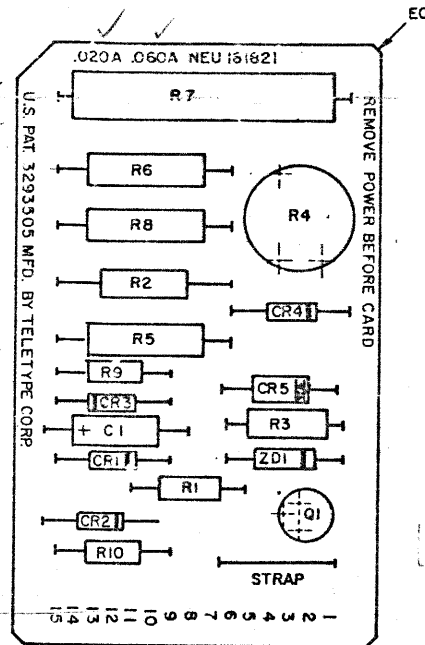 EC
.020A .060A NEU 181821
R7
U.S. PAT. 3293505 MFD. BY TELETYPE CORP.
REMOVE POWER BEFORE CARD
R6
R4
R8
R2
CR4
R5
R9
CR5
CR3
+ C1
R3
CR1
ZD1
R1
CR2
Q1
R10
STRAP
15 14 13 12 11 10 9 8 7 6 5 4 3 2 1